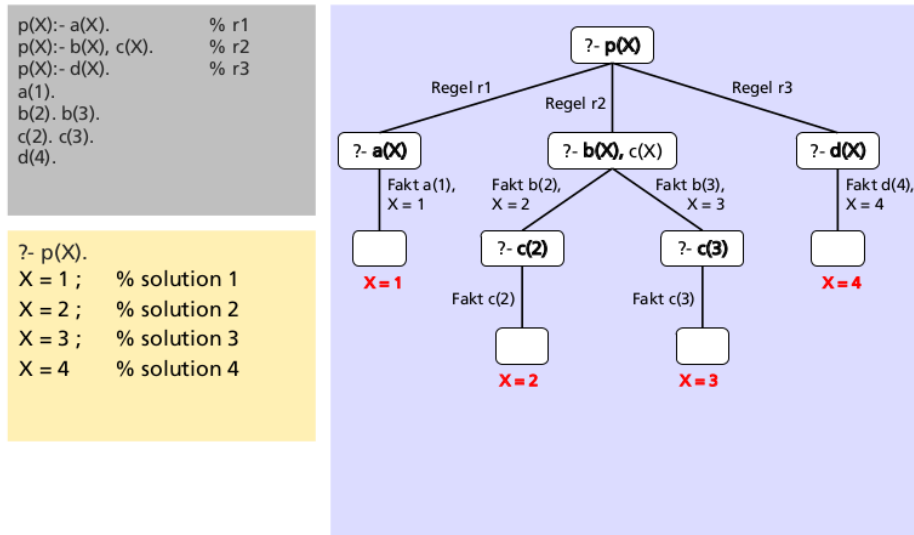 p(X):- a(X). % r1
p(X):- b(X), c(X). % r2
p(X):- d(X). % r3
a(1).
b(2). b(3).
c(2). c(3).
d(4).
?- p(X).
X = 1 ; % solution 1
X = 2 ; % solution 2
X = 3 ; % solution 3
X = 4 % solution 4
?- p(X)
Regel r1
Regel r2
Regel r3
?- a(X)
?- b(X), c(X)
?- d(X)
Fakt a(1),
X = 1
Fakt b(2),
X = 2
Fakt b(3),
X = 3
Fakt d(4),
X = 4
?- c(2)
?- c(3)
X = 1
X = 4
Fakt c(2)
Fakt c(3)
X = 2
X = 3